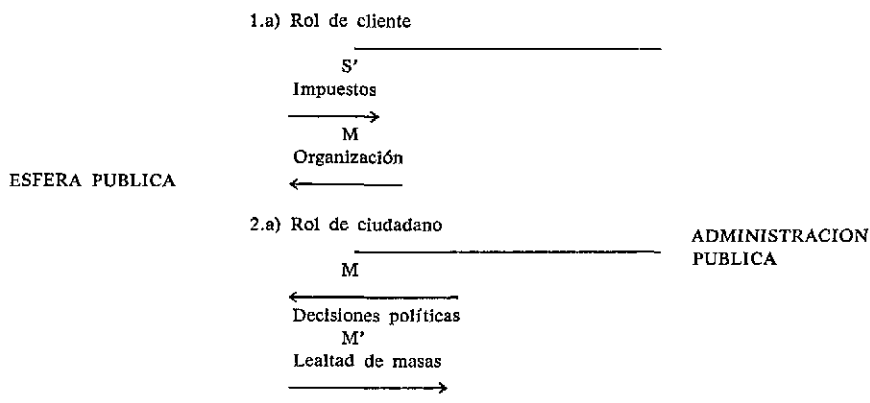 1.a) Rol de cliente
S'
Impuestos
M
Organización
ESFERA PUBLICA
2.a) Rol de ciudadano
ADMINISTRACION
PUBLICA
M
Decisiones políticas
M'
Lealtad de masas